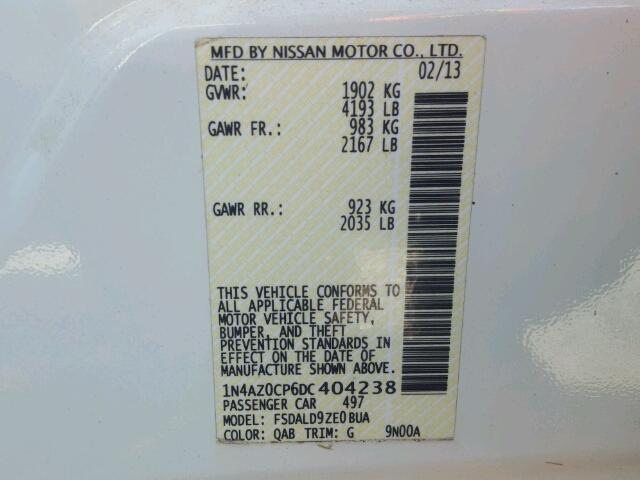 MFD BY NISSAN MOTOR CO., LTD.
DATE: 02/13
GVWR: 1902 KG
4193 LB
GAWR FR.: 983 KG
2167 LB
GAWR RR.: 923 KG
2035 LB
THIS VEHICLE CONFORMS TO
ALL APPLICABLE FEDERAL
MOTOR VEHICLE SAFETY,
BUMPER, AND THEFT
PREVENTION STANDARDS IN
EFFECT ON THE DATE OF
MANUFACTURE SHOWN ABOVE.
1N4AZ0CP6DC404238
PASSENGER CAR 497
MODEL: FSDALD9ZE0BUA
COLOR: QAB TRIM: G 9N00A